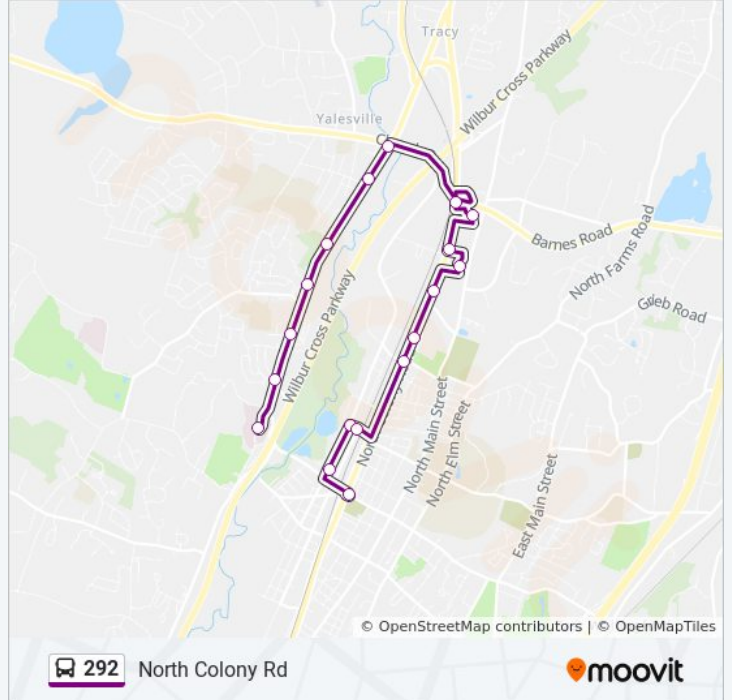 Tracy
Wilbur Cross Parkway
Yalesville
Barnes Road
North Farms Road
Grieb Road
Wilbur Cross Parkway
North Main Street
North Elm Street
East Main Street
© OpenStreetMap contributors | © OpenMapTiles
292 North Colony Rd
moovit